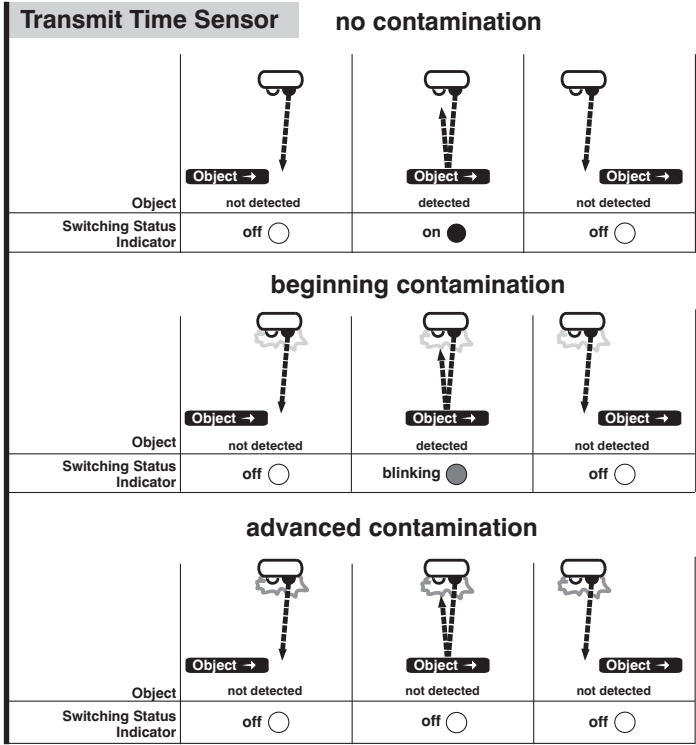 Transmit Time Sensor
no contamination
Object → Object → Object →
Object not detected detected not detected
Switching Status Indicator off on off
beginning contamination
Object → Object → Object →
Object not detected detected not detected
Switching Status Indicator off blinking off
advanced contamination
Object → Object → Object →
Object not detected not detected not detected
Switching Status Indicator off off off